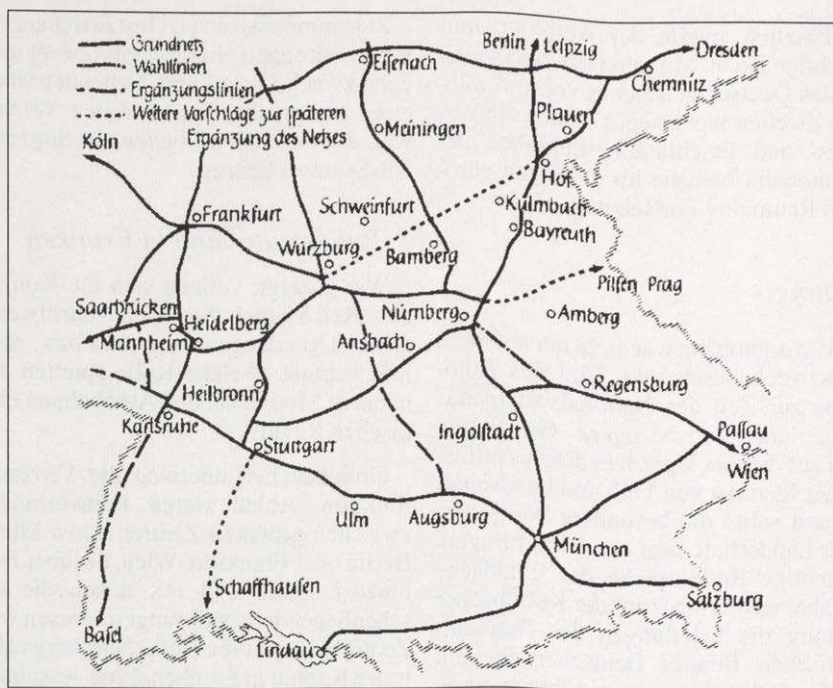 Grundnetz
Wahllinien
Ergänzungslinien
Weitere Vorschläge zur späteren
Ergänzung des Netzes
Eisenach
Berlin
Leipzig
Dresden
Chemnitz
Plauen
Meiningen
Köln
Hof
Frankfurt
Schweinfurt
Kulmbach
Bayreuth
Würzburg
Bamberg
Pilsen Prag
Saarbrücken
Heidelberg
Nürnberg
Amberg
Mannheim
Ansbach
Heilbronn
Regensburg
Karlsruhe
Ingolstadt
Passau
Stuttgart
Wien
Ulm
Augsburg
München
Schaffhausen
Salzburg
Basel
Lindau